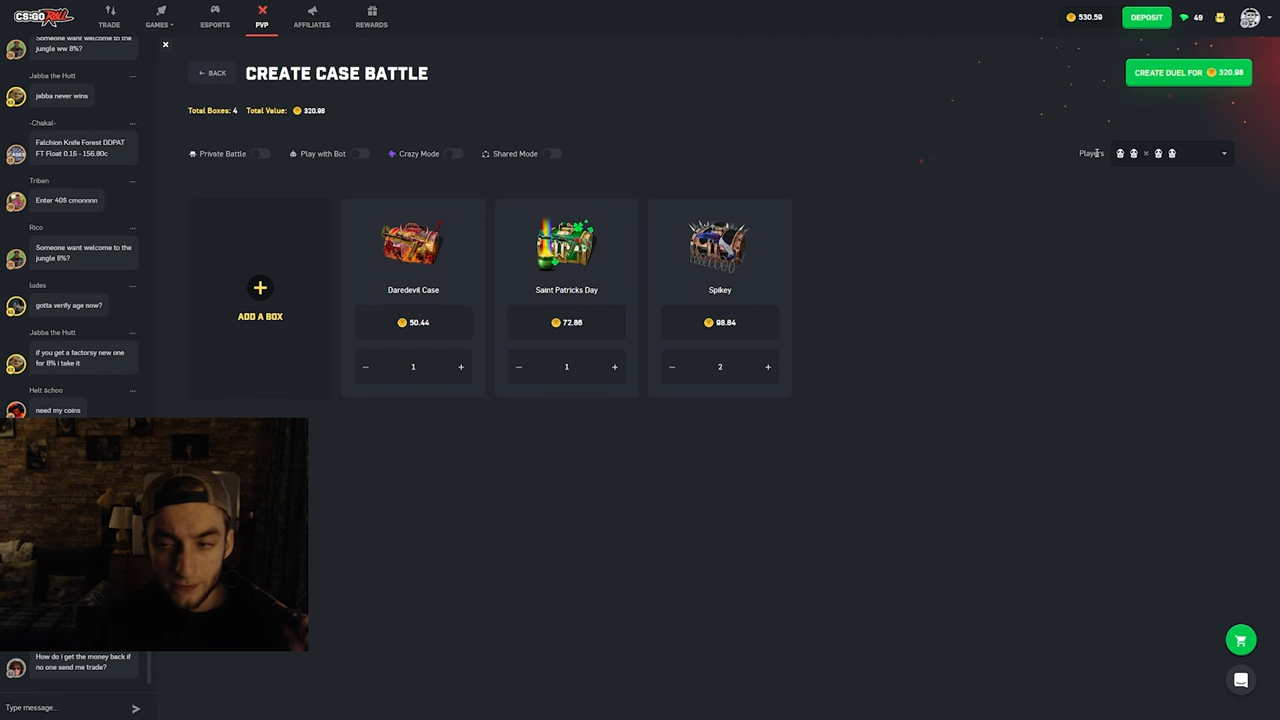 CS:GO ROLL
TRADE
GAMES
ESPORTS
PVP
AFFILIATES
REWARDS
530.59
DEPOSIT
49
Someone want welcome to the
jungle ww 8%?
Jabba the Hutt
jabba never wins
-Chakal-
Falchion Knife Forest DDPAT
FT Float 0.16 - 156.80c
Triben
Enter 40$ cmonnnn
Rico
Someone want welcome to the
jungle 8%?
ludes
gotta verify age now?
Jabba the Hutt
if you get a factorsy new one
for 8% i take it
Helt achoo
need my coins
How do i get the money back if
no one send me trade?
Type message...
← BACK
CREATE CASE BATTLE
CREATE DUEL FOR 320.98
Total Boxes: 4 Total Value: 320.98
Private Battle
Play with Bot
Crazy Mode
Shared Mode
Players
+
ADD A BOX
Daredevil Case
50.44
− 1 +
Saint Patricks Day
72.86
− 1 +
Spikey
98.84
− 2 +